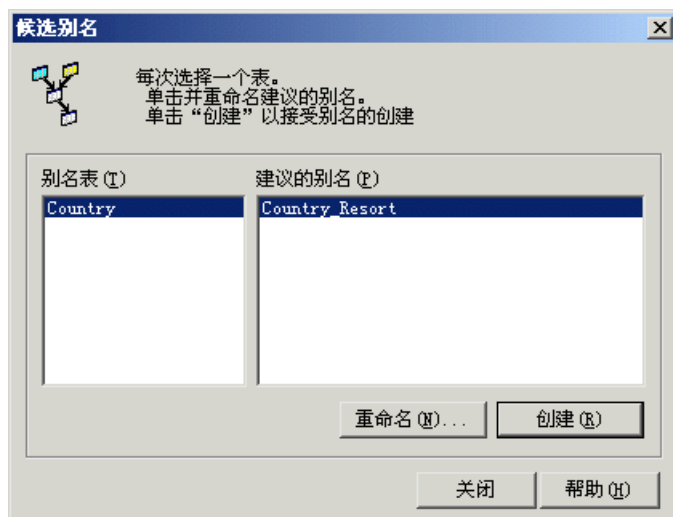 候选别名
每次选择一个表。
单击并重命名建议的别名。
单击“创建”以接受别名的创建
别名表(T) 建议的别名(P)
Country Country_Resort
重命名(N)... 创建(R)
关闭 帮助(H)